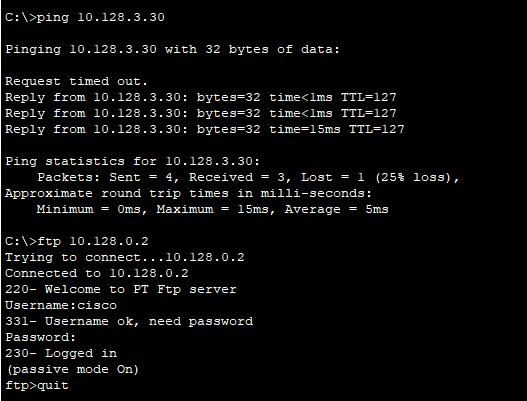 C:\>ping 10.128.3.30
Pinging 10.128.3.30 with 32 bytes of data:
Request timed out.
Reply from 10.128.3.30: bytes=32 time<1ms TTL=127
Reply from 10.128.3.30: bytes=32 time<1ms TTL=127
Reply from 10.128.3.30: bytes=32 time=15ms TTL=127
Ping statistics for 10.128.3.30:
    Packets: Sent = 4, Received = 3, Lost = 1 (25% loss),
Approximate round trip times in milli-seconds:
    Minimum = 0ms, Maximum = 15ms, Average = 5ms
C:\>ftp 10.128.0.2
Trying to connect...10.128.0.2
Connected to 10.128.0.2
220- Welcome to PT Ftp server
Username:cisco
331- Username ok, need password
Password:
230- Logged in
(passive mode On)
ftp>quit